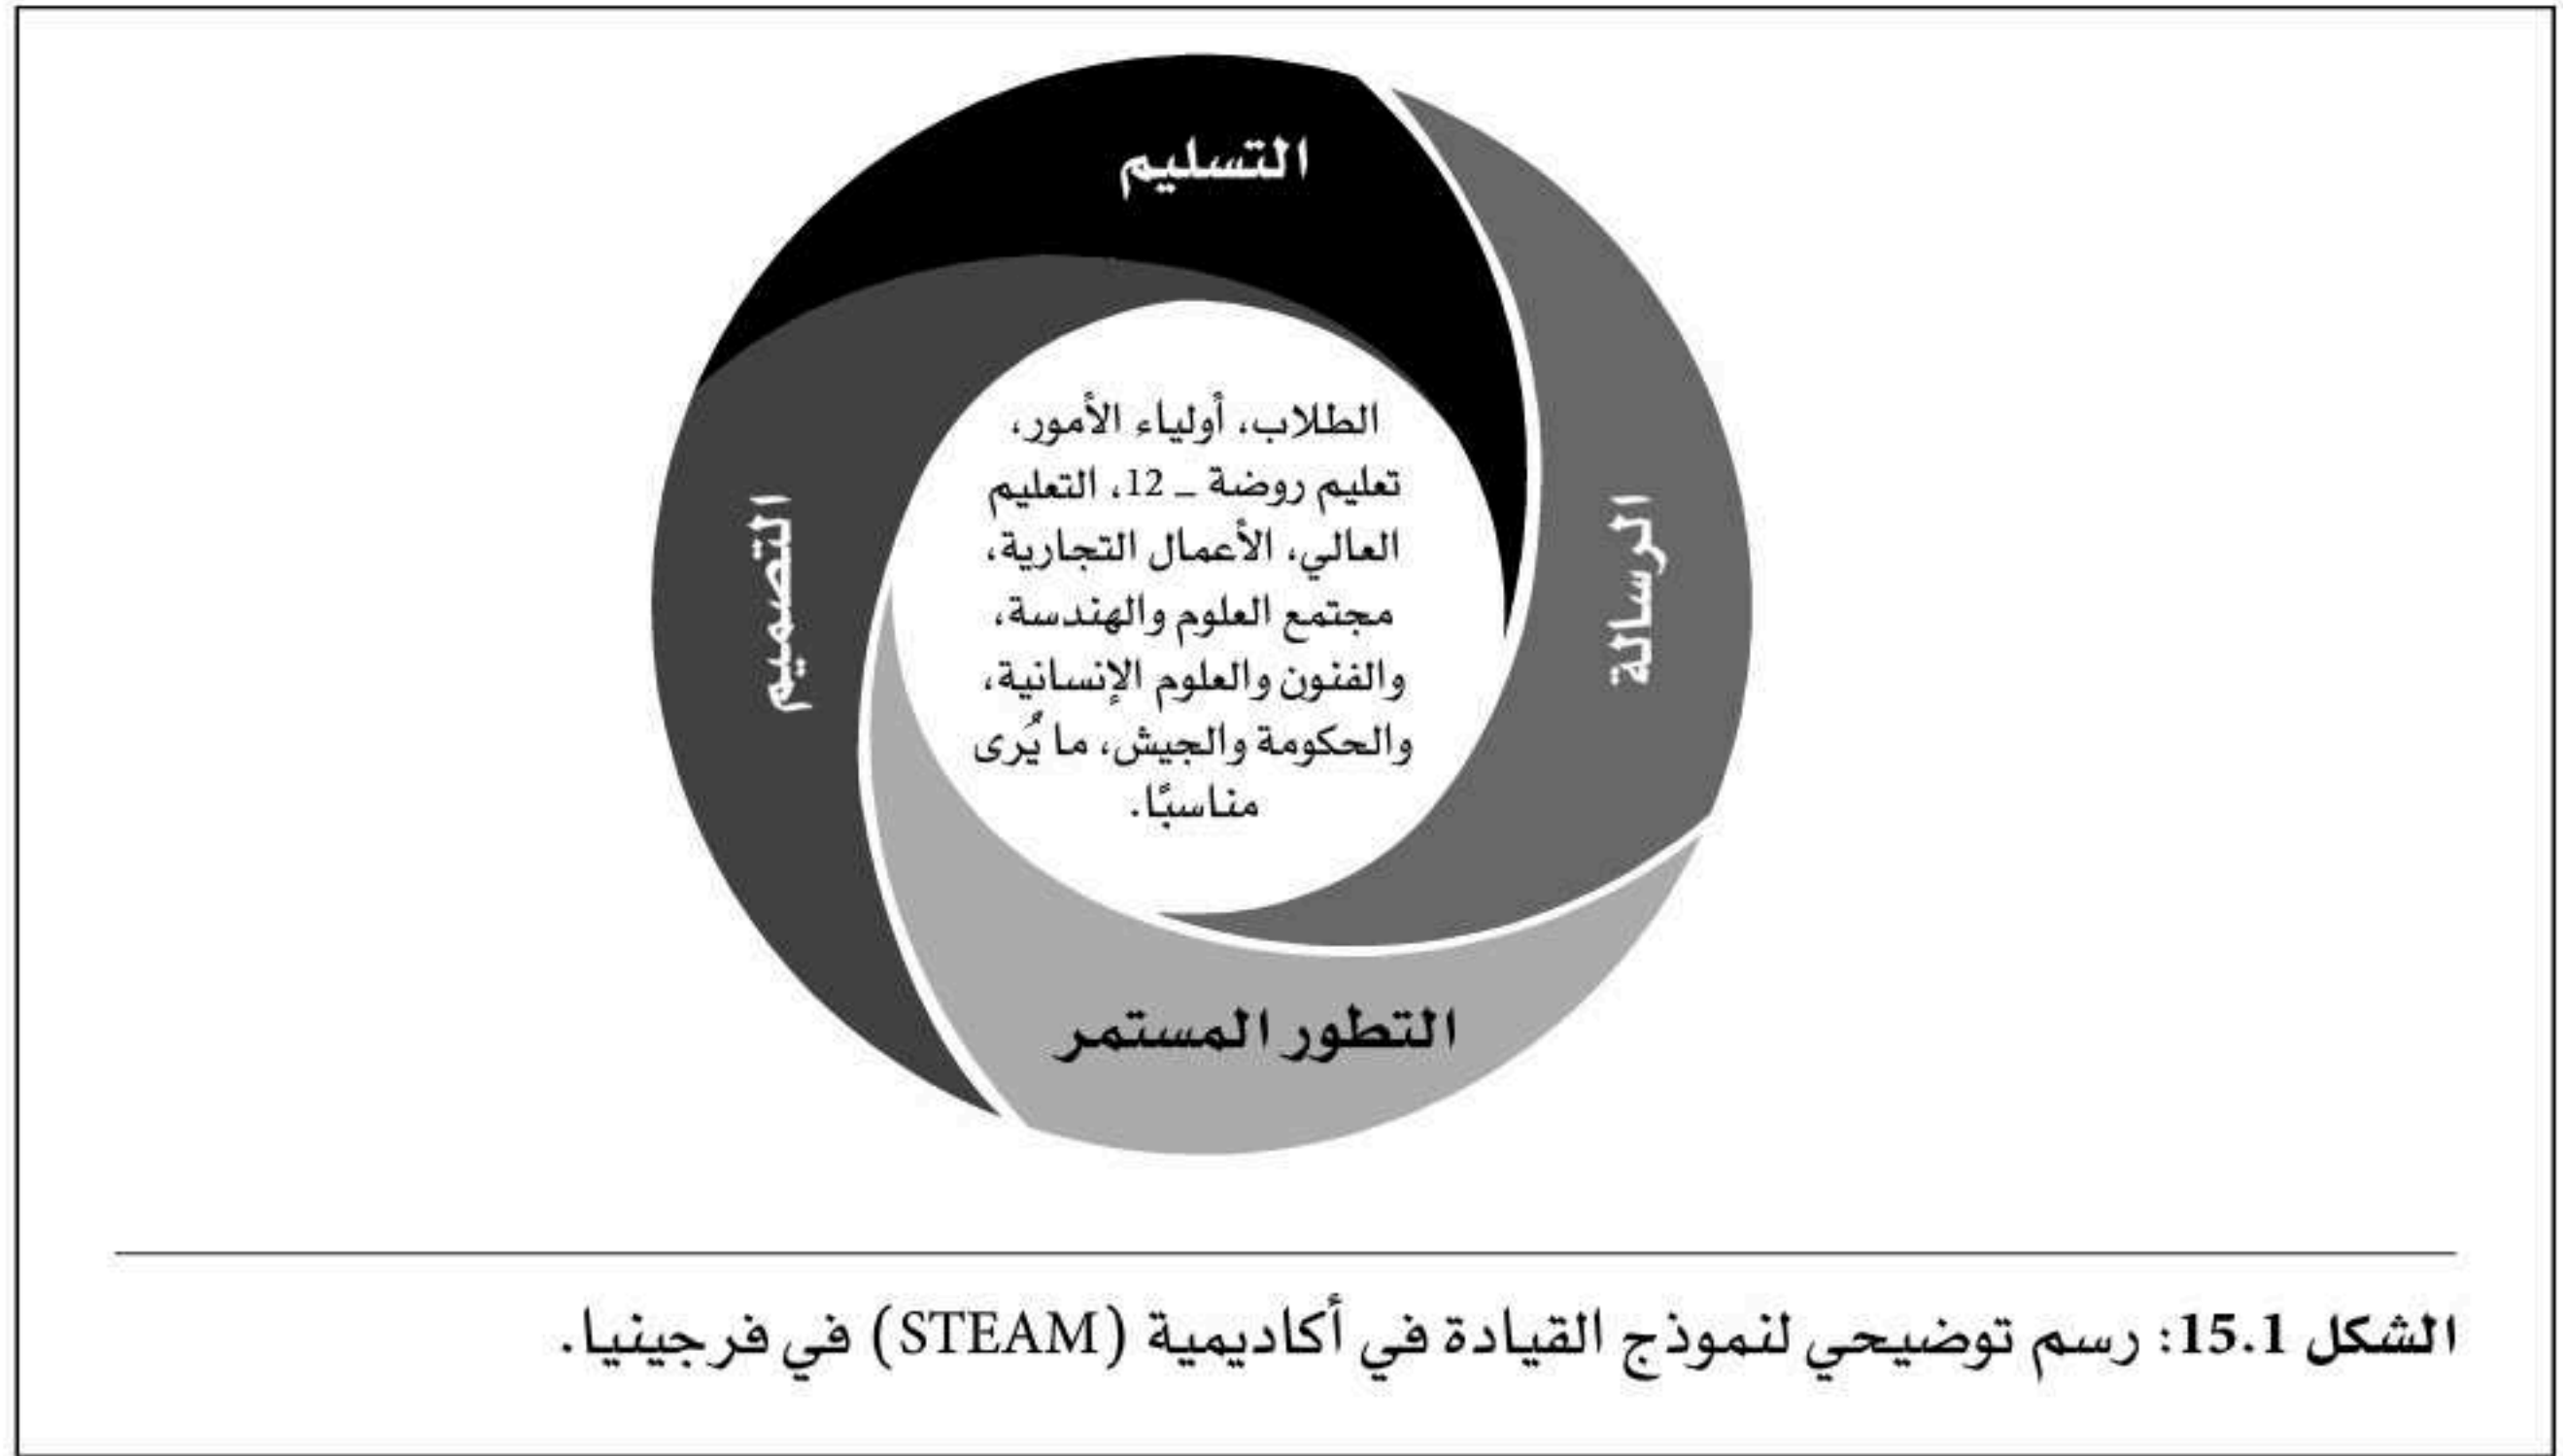 التسليم
الرسالة
التصميم
الطلاب، أولياء الأمور،
تعليم روضة _ 12، التعليم
العالي، الأعمال التجارية،
مجتمع العلوم والهندسة،
والفنون والعلوم الإنسانية،
والحكومة والجيش، ما يُرى
مناسبًا.
التطور المستمر
الشكل 15.1: رسم توضيحي لنموذج القيادة في أكاديمية (STEAM) في فرجينيا.